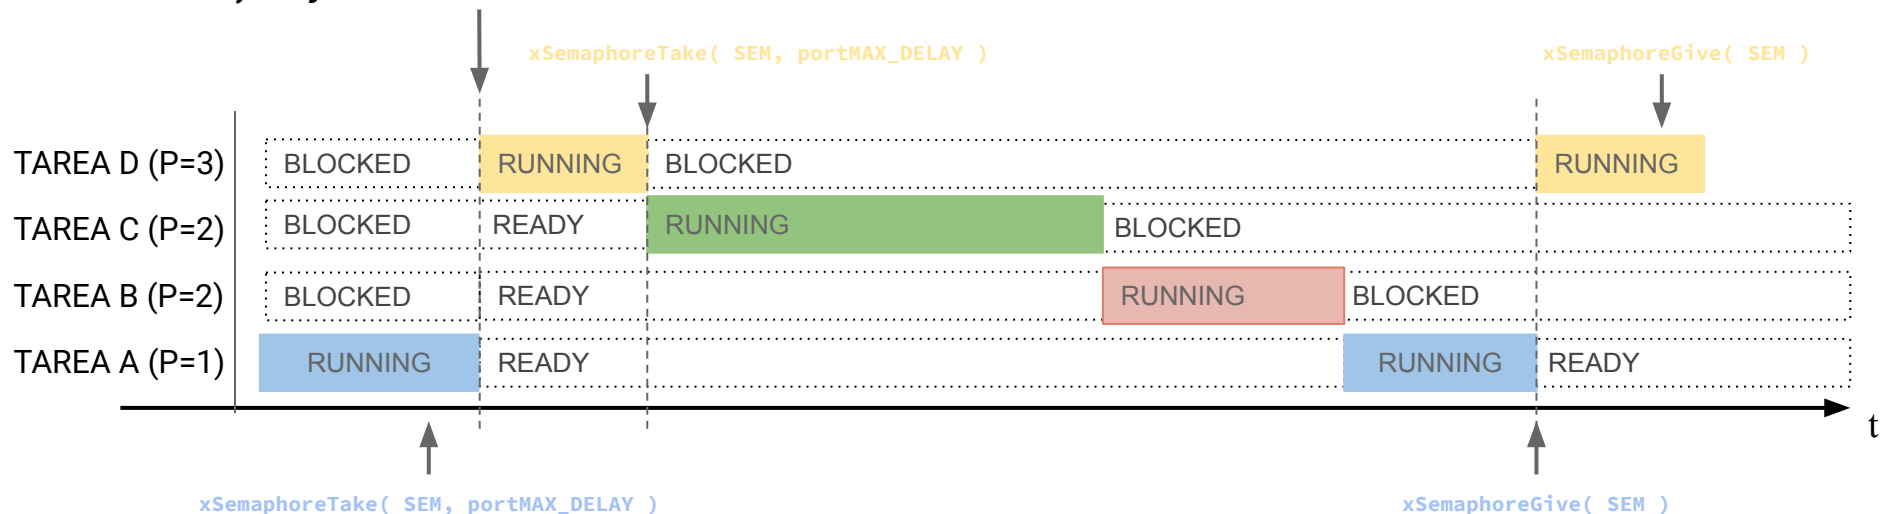 xSemaphoreTake( SEM, portMAX_DELAY ) xSemaphoreGive( SEM )
TAREA D (P=3) BLOCKED RUNNING BLOCKED RUNNING
TAREA C (P=2) BLOCKED READY RUNNING BLOCKED
TAREA B (P=2) BLOCKED READY RUNNING BLOCKED
TAREA A (P=1) RUNNING READY RUNNING READY
t
xSemaphoreTake( SEM, portMAX_DELAY ) xSemaphoreGive( SEM )